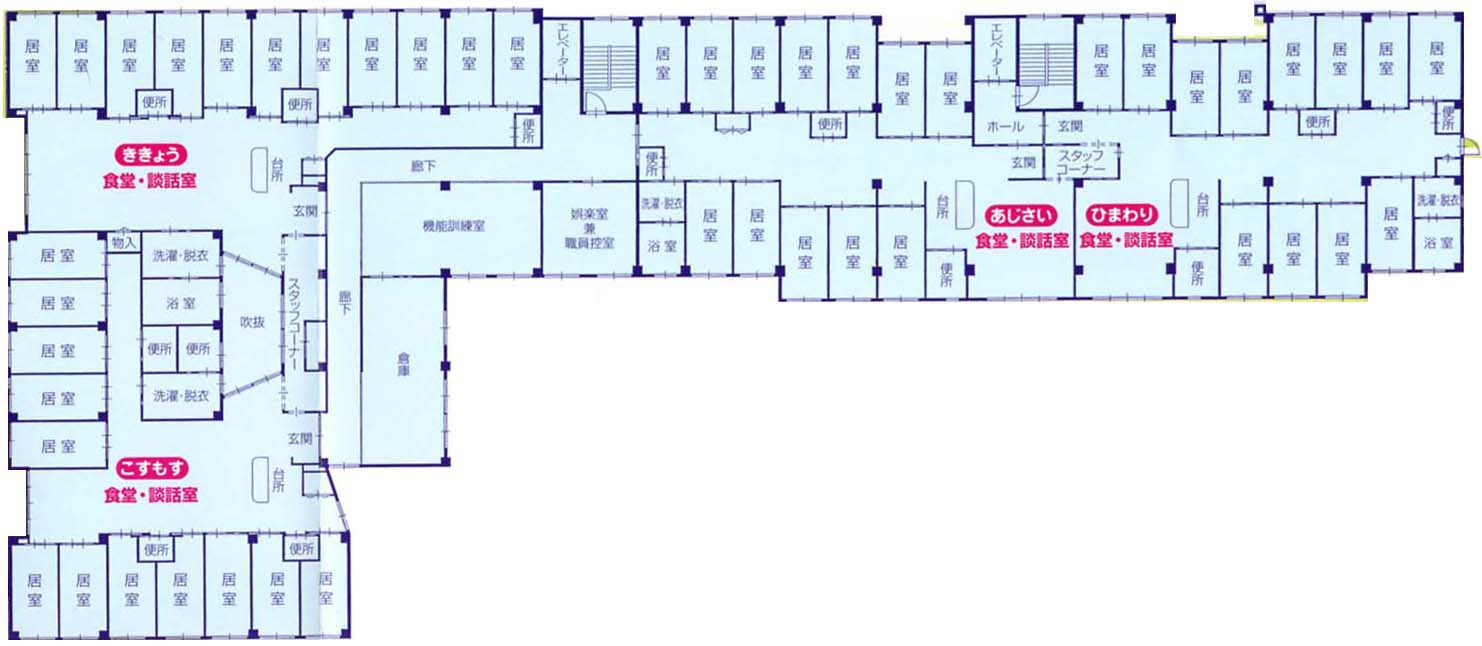 居室
居室
居室
居室
居室
居室
居室
居室
居室
居室
居室
エレベーター
居室
居室
居室
居室
居室
居室
居室
エレベーター
居室
居室
居室
居室
居室
居室
居室
居室
便所
便所
便所
便所
便所
便所
ホール
玄関
ききょう
食堂・談話室
台所
廊下
便所
玄関
スタッフコーナー
玄関
機能訓練室
娯楽室
兼
職員控室
洗濯・脱衣
浴室
居室
居室
居室
居室
居室
台所
便所
あじさい
食堂・談話室
ひまわり
食堂・談話室
台所
便所
居室
居室
居室
居室
洗濯・脱衣
浴室
物入
居室
居室
居室
居室
居室
洗濯・脱衣
浴室
便所
便所
洗濯・脱衣
吹抜
スタッフコーナー
廊下
倉庫
玄関
こすもす
食堂・談話室
台所
便所
便所
居室
居室
居室
居室
居室
居室
居室